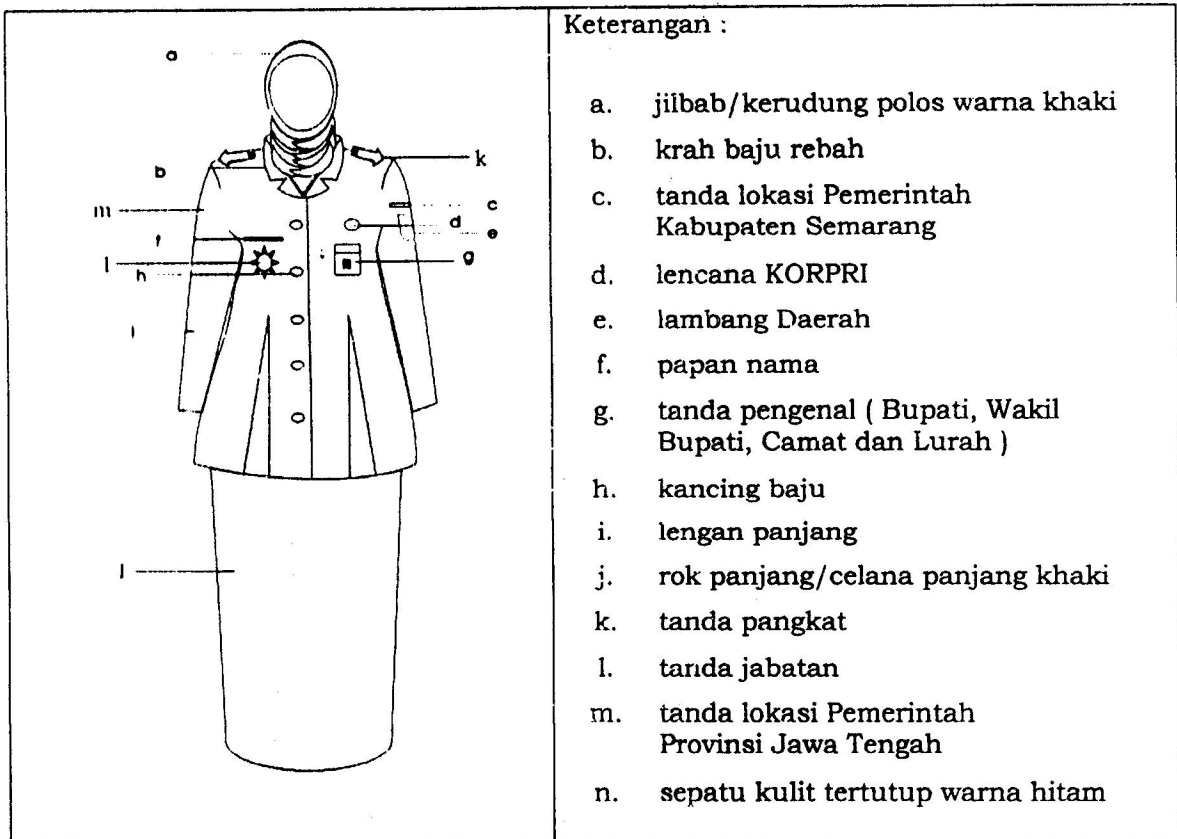 a
b
m
f
l
h
l
l
k
c
d
e
g
Keterangan :
a. jilbab/kerudung polos warna khaki
b. krah baju rebah
c. tanda lokasi Pemerintah
Kabupaten Semarang
d. lencana KORPRI
e. lambang Daerah
f. papan nama
g. tanda pengenal ( Bupati, Wakil
Bupati, Camat dan Lurah )
h. kancing baju
i. lengan panjang
j. rok panjang/celana panjang khaki
k. tanda pangkat
l. tanda jabatan
m. tanda lokasi Pemerintah
Provinsi Jawa Tengah
n. sepatu kulit tertutup warna hitam